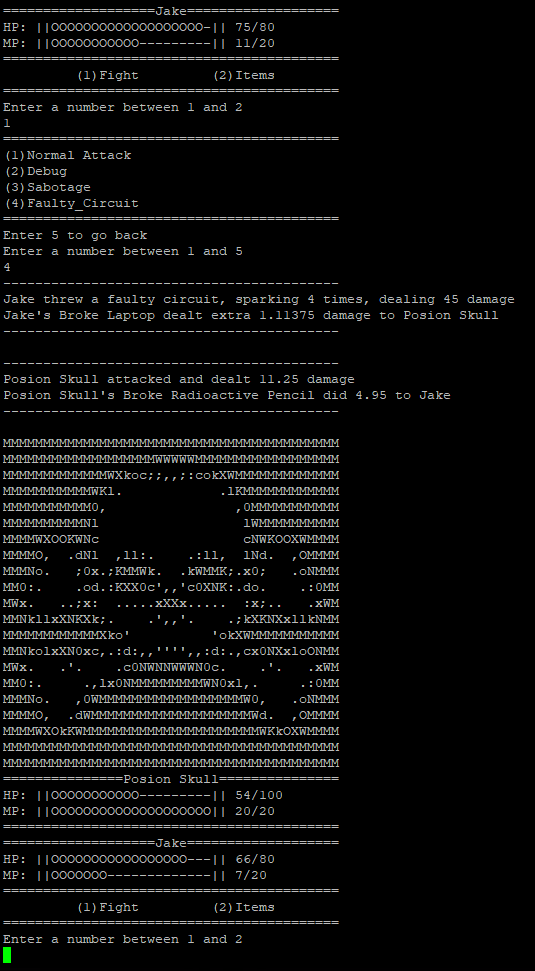 ===================Jake===================
HP: ||OOOOOOOOOOOOOOOOOOO-|| 75/80
MP: ||OOOOOOOOOOO---------|| 11/20
==========================================
(1)Fight (2)Items
==========================================
Enter a number between 1 and 2
1
==========================================
(1)Normal Attack
(2)Debug
(3)Sabotage
(4)Faulty_Circuit
==========================================
Enter 5 to go back
Enter a number between 1 and 5
4
------------------------------------------
Jake threw a faulty circuit, sparking 4 times, dealing 45 damage
Jake's Broke Laptop dealt extra 1.11375 damage to Posion Skull
------------------------------------------
------------------------------------------
Posion Skull attacked and dealt 11.25 damage
Posion Skull's Broke Radioactive Pencil did 4.95 to Jake
------------------------------------------
MMMMMMMMMMMMMMMMMMMMMMMMMMMMMMMMMMMMMMMMMM
MMMMMMMMMMMMMMMMMMMWWWWWMMMMMMMMMMMMMMMMMM
MMMMMMMMMMMMMWXkoc;;,,;:cokXWMMMMMMMMMMMMM
MMMMMMMMMMMWKl.            .lKMMMMMMMMMMMM
MMMMMMMMMMM0,                ,0MMMMMMMMMMM
MMMMMMMMMMNl                  lWMMMMMMMMMM
MMMMWXOOKWNc                  cNWKOOXWMMMM
MMMMO,  .dNl  ,ll:.    .:ll,  lNd.  ,OMMMM
MMMNo.   ;0x.;KMMWk.  .kWMMK;.x0;   .oNMMM
MM0:.    .od.:KXX0c',,'c0XNK:.do.    .:0MM
MWx.   ..;x:  .....xXXx.....  :x;..   .xWM
MMNkllxXNKXk;.    .',,'.    .;kXKNXxllkNMM
MMMMMMMMMMMMXko'          'okXWMMMMMMMMMMM
MMNkolxXN0xc,.:d:,,'''',,:d:.,cx0NXxloONMM
MWx.   .'.   .c0NWNNWWWN0c.    .'.   .xWM
MM0:.     .,lx0NMMMMMMMMMWN0xl,.     .:0MM
MMMNo.   ,0WMMMMMMMMMMMMMMMMMMW0,   .oNMMM
MMMMO,  .dWMMMMMMMMMMMMMMMMMMMMWd.  ,OMMMM
MMMMWXOkKWMMMMMMMMMMMMMMMMMMMMMMWKkOXWMMMM
MMMMMMMMMMMMMMMMMMMMMMMMMMMMMMMMMMMMMMMMMM
MMMMMMMMMMMMMMMMMMMMMMMMMMMMMMMMMMMMMMMMMM
===============Posion Skull===============
HP: ||OOOOOOOOOOO---------|| 54/100
MP: ||OOOOOOOOOOOOOOOOOOOO|| 20/20
==========================================
===================Jake===================
HP: ||OOOOOOOOOOOOOOOOO---|| 66/80
MP: ||OOOOOOO-------------|| 7/20
==========================================
(1)Fight (2)Items
==========================================
Enter a number between 1 and 2